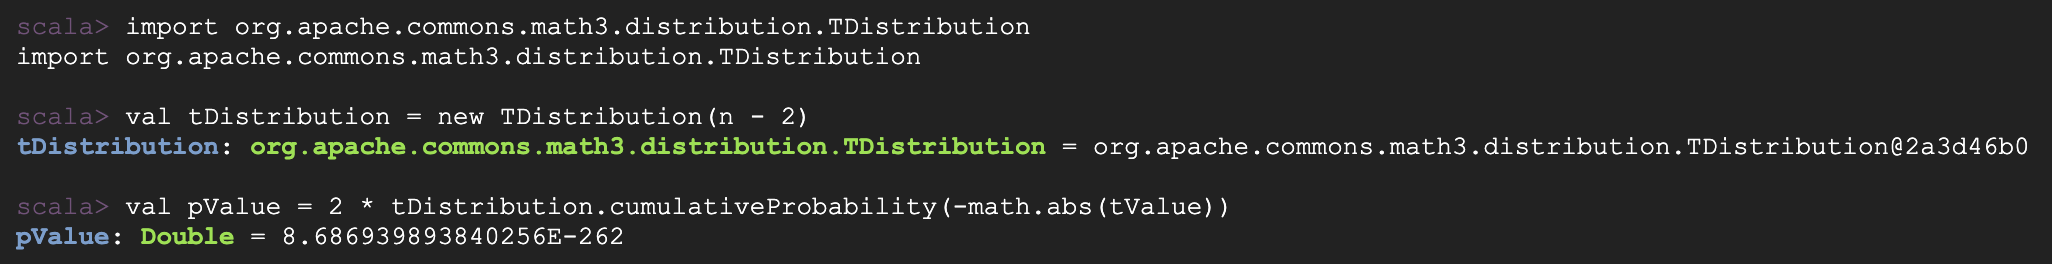 scala> import org.apache.commons.math3.distribution.TDistribution
import org.apache.commons.math3.distribution.TDistribution
scala> val tDistribution = new TDistribution(n - 2)
tDistribution: org.apache.commons.math3.distribution.TDistribution = org.apache.commons.math3.distribution.TDistribution@2a3d46b0
scala> val pValue = 2 * tDistribution.cumulativeProbability(-math.abs(tValue))
pValue: Double = 8.686939893840256E-262